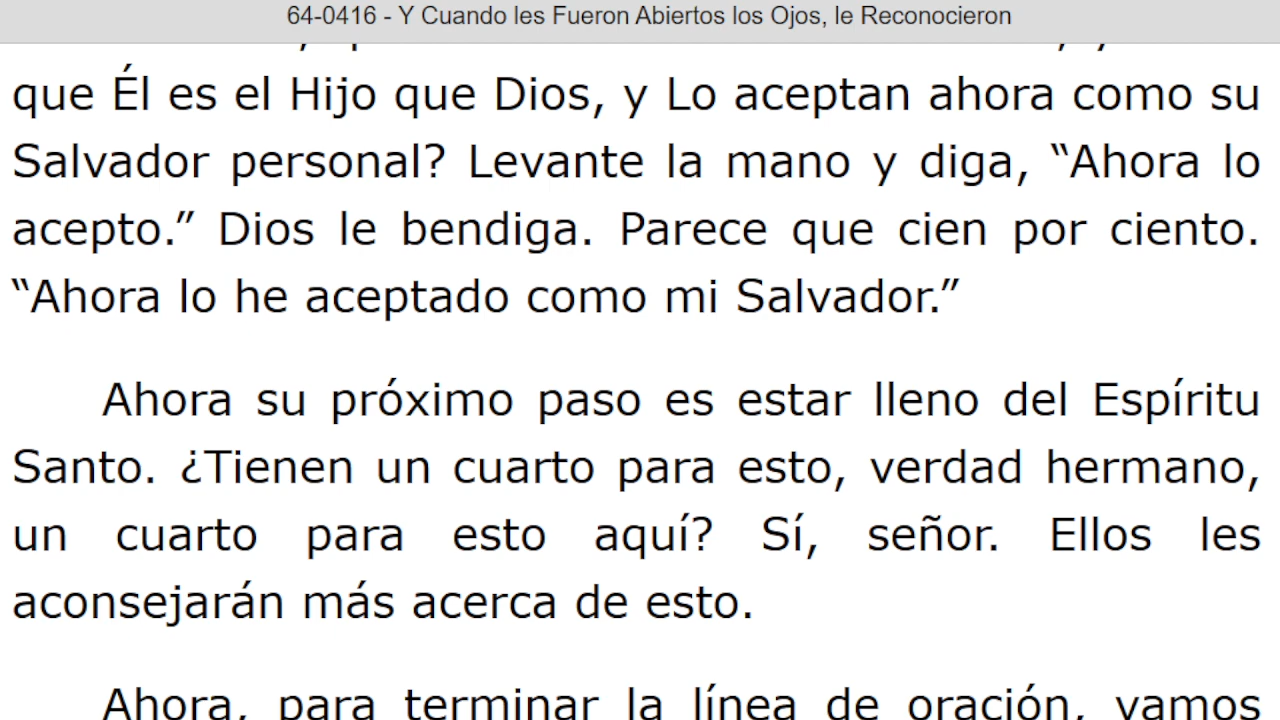 64-0416 - Y Cuando les Fueron Abiertos los Ojos, le Reconocieron
que Él es el Hijo que Dios, y Lo aceptan ahora como su
Salvador personal? Levante la mano y diga, “Ahora lo
acepto.” Dios le bendiga. Parece que cien por ciento.
“Ahora lo he aceptado como mi Salvador.”
Ahora su próximo paso es estar lleno del Espíritu
Santo. ¿Tienen un cuarto para esto, verdad hermano,
un cuarto para esto aquí? Sí, señor. Ellos les
aconsejarán más acerca de esto.
Ahora, para terminar la línea de oración, vamos